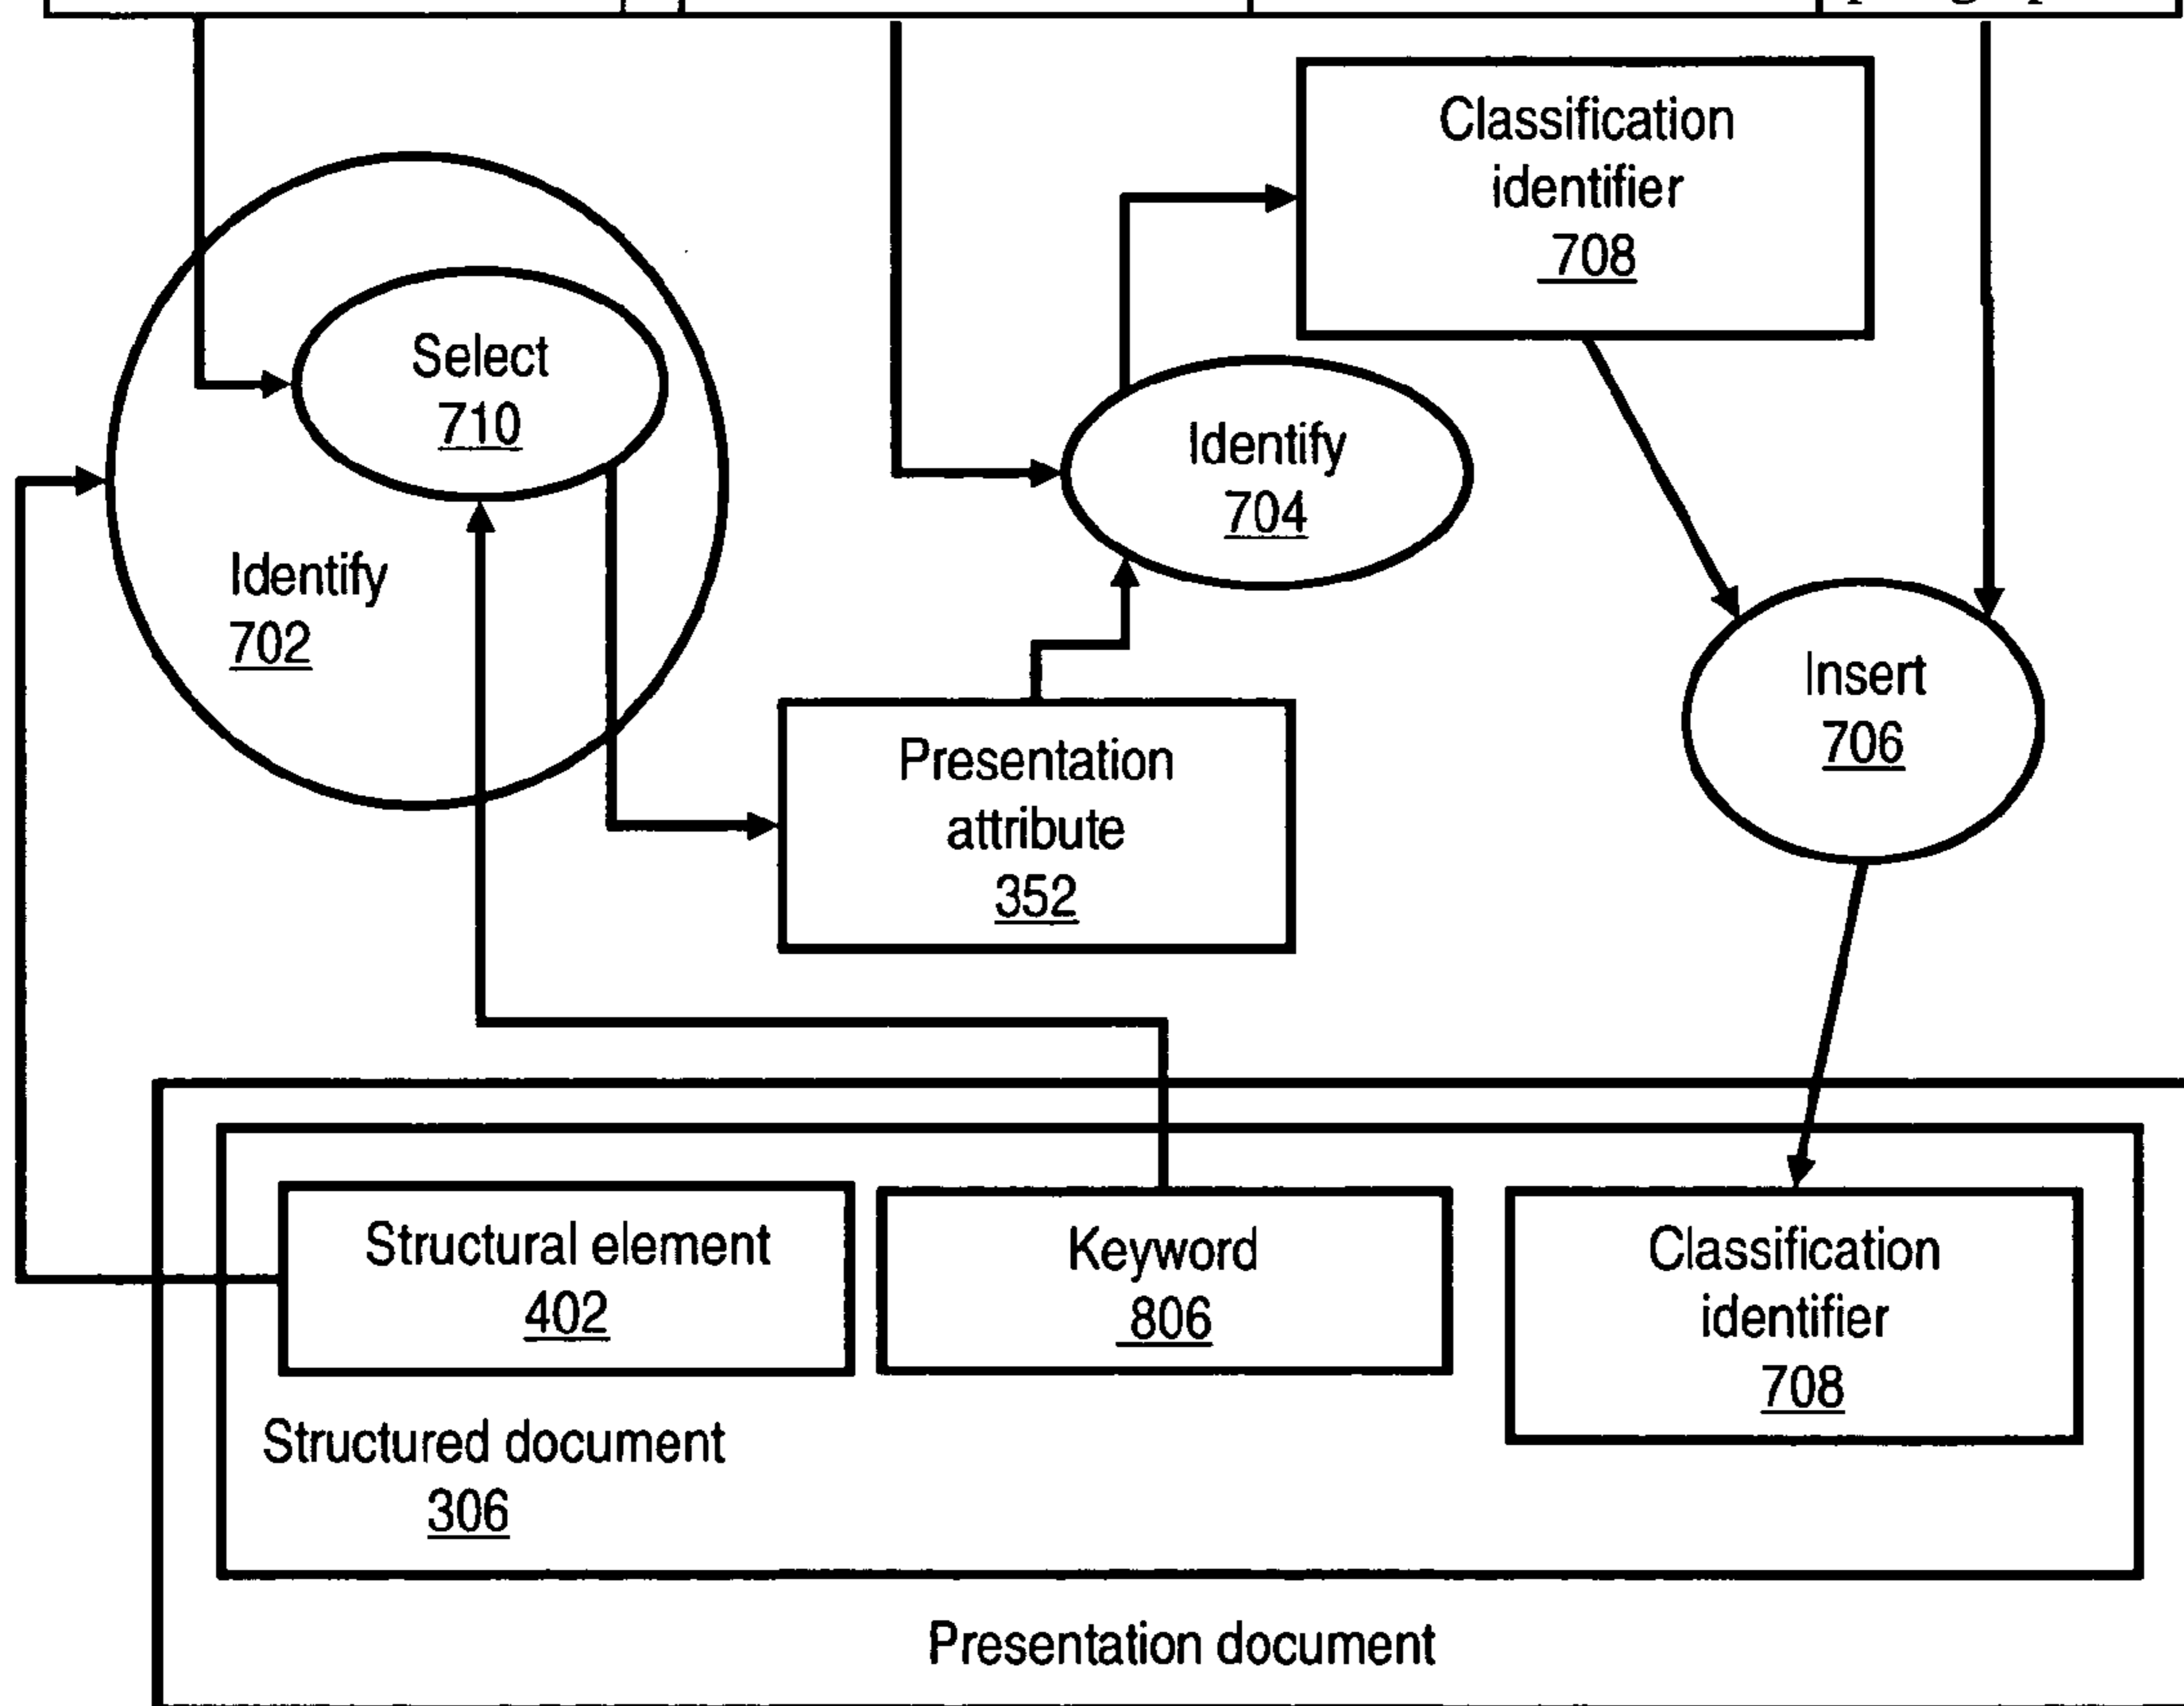 Classification
identifier
708
Select
710
Identify
704
Identify
702
Insert
706
Presentation
attribute
352
Structural element
402
Keyword
806
Classification
identifier
708
Structured document
306
Presentation document